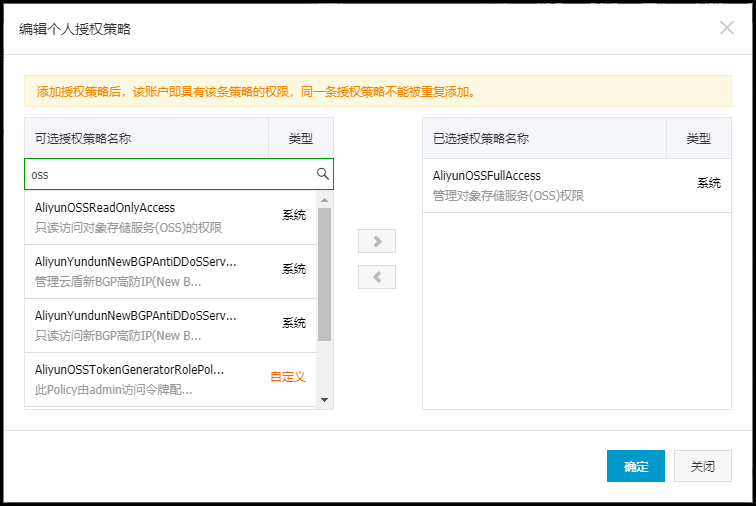 编辑个人授权策略
添加授权策略后，该账户即具有该条策略的权限，同一条授权策略不能被重复添加。
可选授权策略名称 类型
oss
AliyunOSSReadOnlyAccess
只读访问对象存储服务(OSS)的权限
系统
AliyunYundunNewBGPAntiDDoSServ...
管理云盾新BGP高防IP(New B...
系统
AliyunYundunNewBGPAntiDDoSServ...
只读访问新BGP高防IP(New B...
系统
AliyunOSSTokenGeneratorRolePol...
此Policy由admin访问令牌配...
自定义
已选授权策略名称 类型
AliyunOSSFullAccess
管理对象存储服务(OSS)权限
系统
确定 关闭